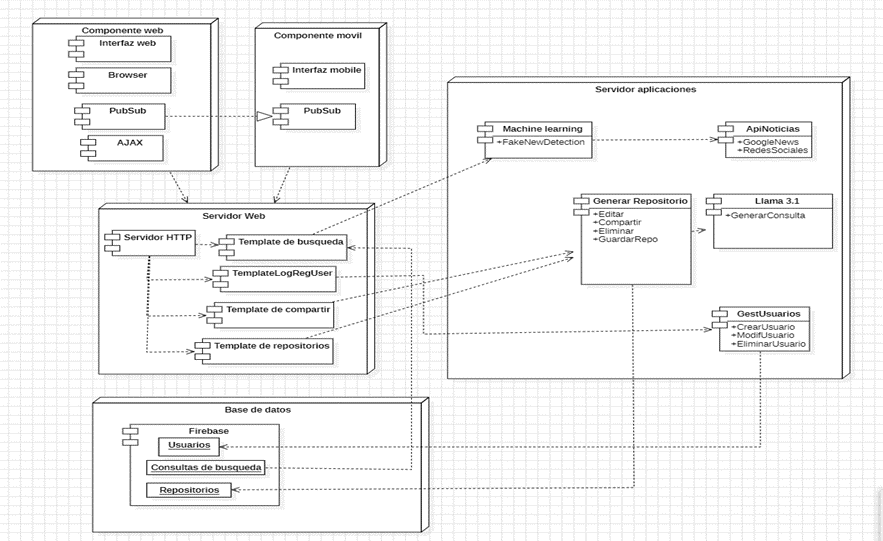 Componente web
Interfaz web
Browser
PubSub
AJAX
Componente movil
Interfaz mobile
PubSub
Servidor aplicaciones
Machine learning
+FakeNewDetection
ApiNoticias
+GoogleNews
+RedesSociales
Generar Repositorio
+Editar
+Compartir
+Eliminar
+GuardarRepo
Llama 3.1
+GenerarConsulta
GestUsuarios
+CrearUsuario
+ModifUsuario
+EliminarUsuario
Servidor Web
Servidor HTTP
Template de busqueda
TemplateLogRegUser
Template de compartir
Template de repositorios
Base de datos
Firebase
Usuarios
Consultas de busqueda
Repositorios